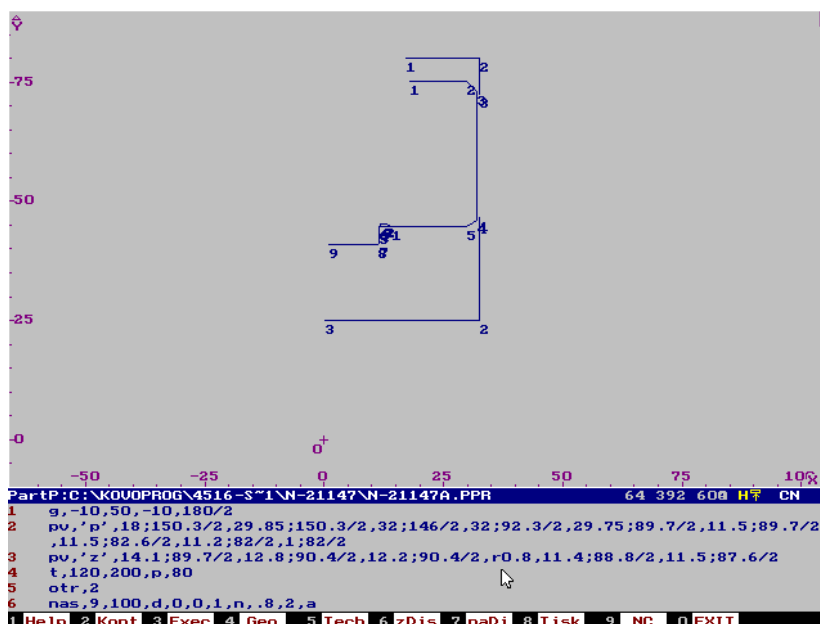 Y
75
1 2
1 2
3
50
4
1 5
9 8
25
3 2
0
0
-50 -25 0 25 50 75 100 X
PartP:C:\KOVOPROG\4516-S~1\N-21147\N-21147A.PPR 64 392 600 H CN
1 g,-10,50,-10,180/2
2 pv,'p',18;150.3/2,29.85;150.3/2,32;146/2,32;92.3/2,29.75;89.7/2,11.5;89.7/2
,11.5;82.6/2,11.2;82/2,1;82/2
3 pv,'z',14.1;89.7/2,12.8;90.4/2,12.2;90.4/2,r0.8,11.4;88.8/2,11.5;87.6/2
4 t,120,200,p,80
5 otr,2
6 nas,9,100,d,0,0,1,n,.8,2,a
1 Help 2 Kont 3 Exec 4 Geo 5 Tech 6 zDis 7 paDi 8 Tisk 9 NC 0 EXIT